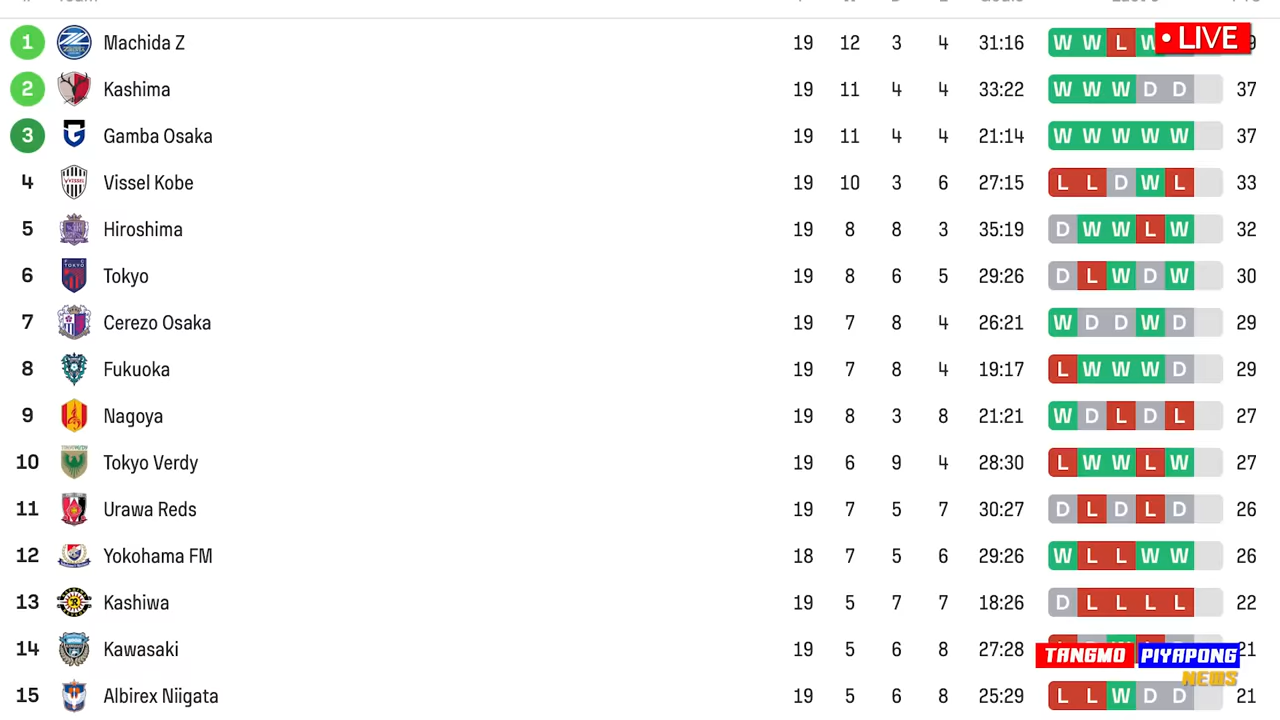 1 Machida Z 19 12 3 4 31:16 W W L • LIVE 9
2 Kashima 19 11 4 4 33:22 W W W D D 37
3 Gamba Osaka 19 11 4 4 21:14 W W W W W 37
4 Vissel Kobe 19 10 3 6 27:15 L L D W L 33
5 Hiroshima 19 8 8 3 35:19 D W W L W 32
6 Tokyo 19 8 6 5 29:26 D L W D W 30
7 Cerezo Osaka 19 7 8 4 26:21 W D D W D 29
8 Fukuoka 19 7 8 4 19:17 L W W W D 29
9 Nagoya 19 8 3 8 21:21 W D L D L 27
10 Tokyo Verdy 19 6 9 4 28:30 L W W L W 27
11 Urawa Reds 19 7 5 7 30:27 D L D L D 26
12 Yokohama FM 18 7 5 6 29:26 W L L W W 26
13 Kashiwa 19 5 7 7 18:26 D L L L L 22
14 Kawasaki 19 5 6 8 27:28 21
TANGMO PIYAPONG
NEWS
15 Albirex Niigata 19 5 6 8 25:29 L L W D D 21